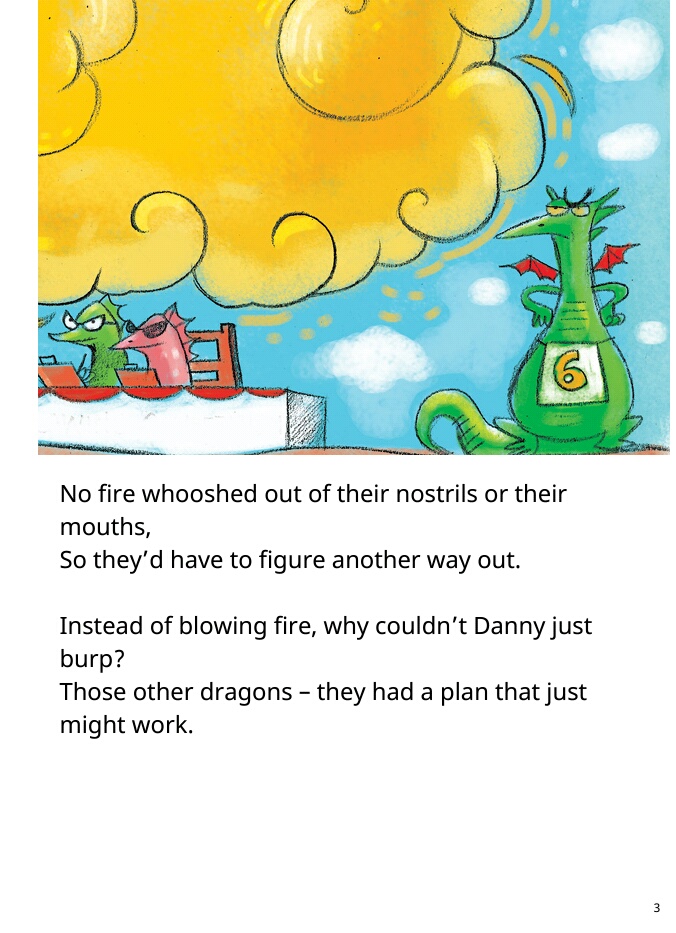 6
No fire whooshed out of their nostrils or their
mouths,
So they’d have to figure another way out.
Instead of blowing fire, why couldn’t Danny just
burp?
Those other dragons – they had a plan that just
might work.
3